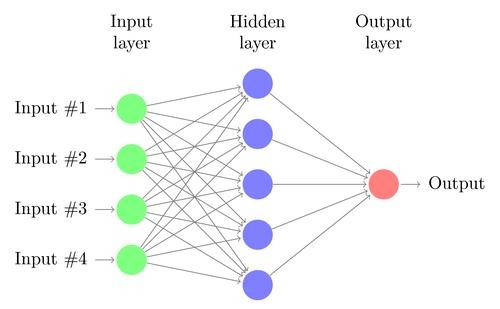 Input
layer
Hidden
layer
Output
layer
Input #1
Input #2
Input #3
Input #4
Output